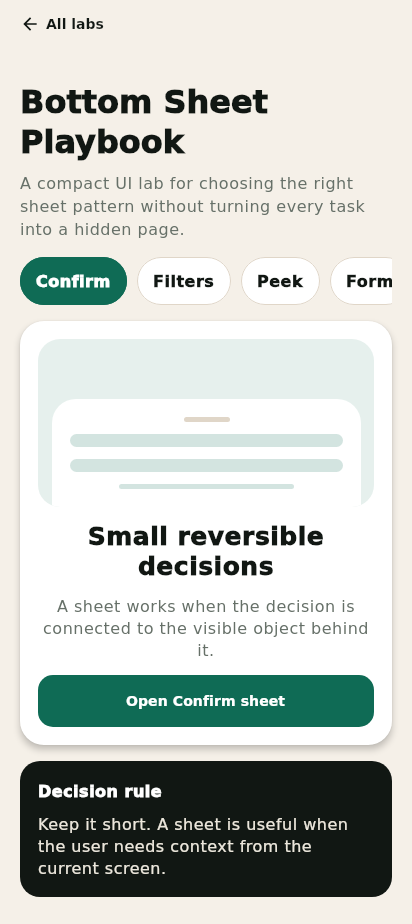 All labs
Bottom Sheet
Playbook
A compact UI lab for choosing the right
sheet pattern without turning every task
into a hidden page.
Confirm
Filters
Peek
Form
Small reversible
decisions
A sheet works when the decision is
connected to the visible object behind
it.
Open Confirm sheet
Decision rule
Keep it short. A sheet is useful when
the user needs context from the
current screen.